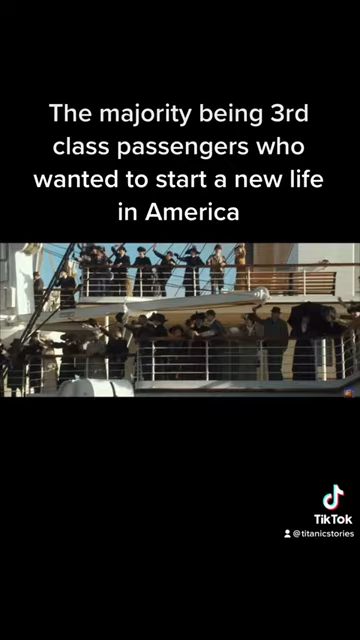 The majority being 3rd
class passengers who
wanted to start a new life
in America
TikTok
@titanicstories